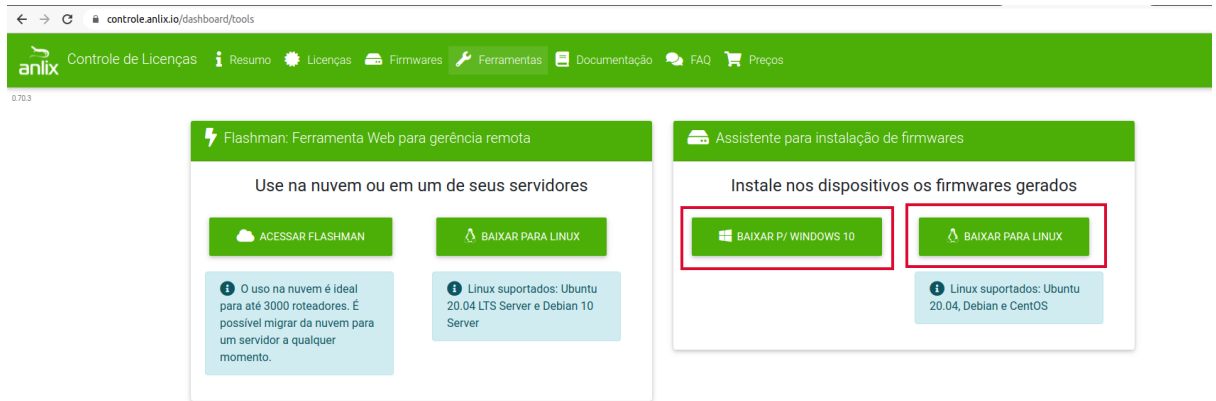 controle.anlix.io/dashboard/tools
anlix
Controle de Licenças
Resumo
Licenças
Firmwares
Ferramentas
Documentação
FAQ
Preços
0.70.3
Flashman: Ferramenta Web para gerência remota
Use na nuvem ou em um de seus servidores
ACESSAR FLASHMAN
O uso na nuvem é ideal
para até 3000 roteadores. É
possível migrar da nuvem para
um servidor a qualquer
momento.
BAIXAR PARA LINUX
Linux suportados: Ubuntu
20.04 LTS Server e Debian 10
Server
Assistente para instalação de firmwares
Instale nos dispositivos os firmwares gerados
BAIXAR P/ WINDOWS 10
BAIXAR PARA LINUX
Linux suportados: Ubuntu
20.04, Debian e CentOS